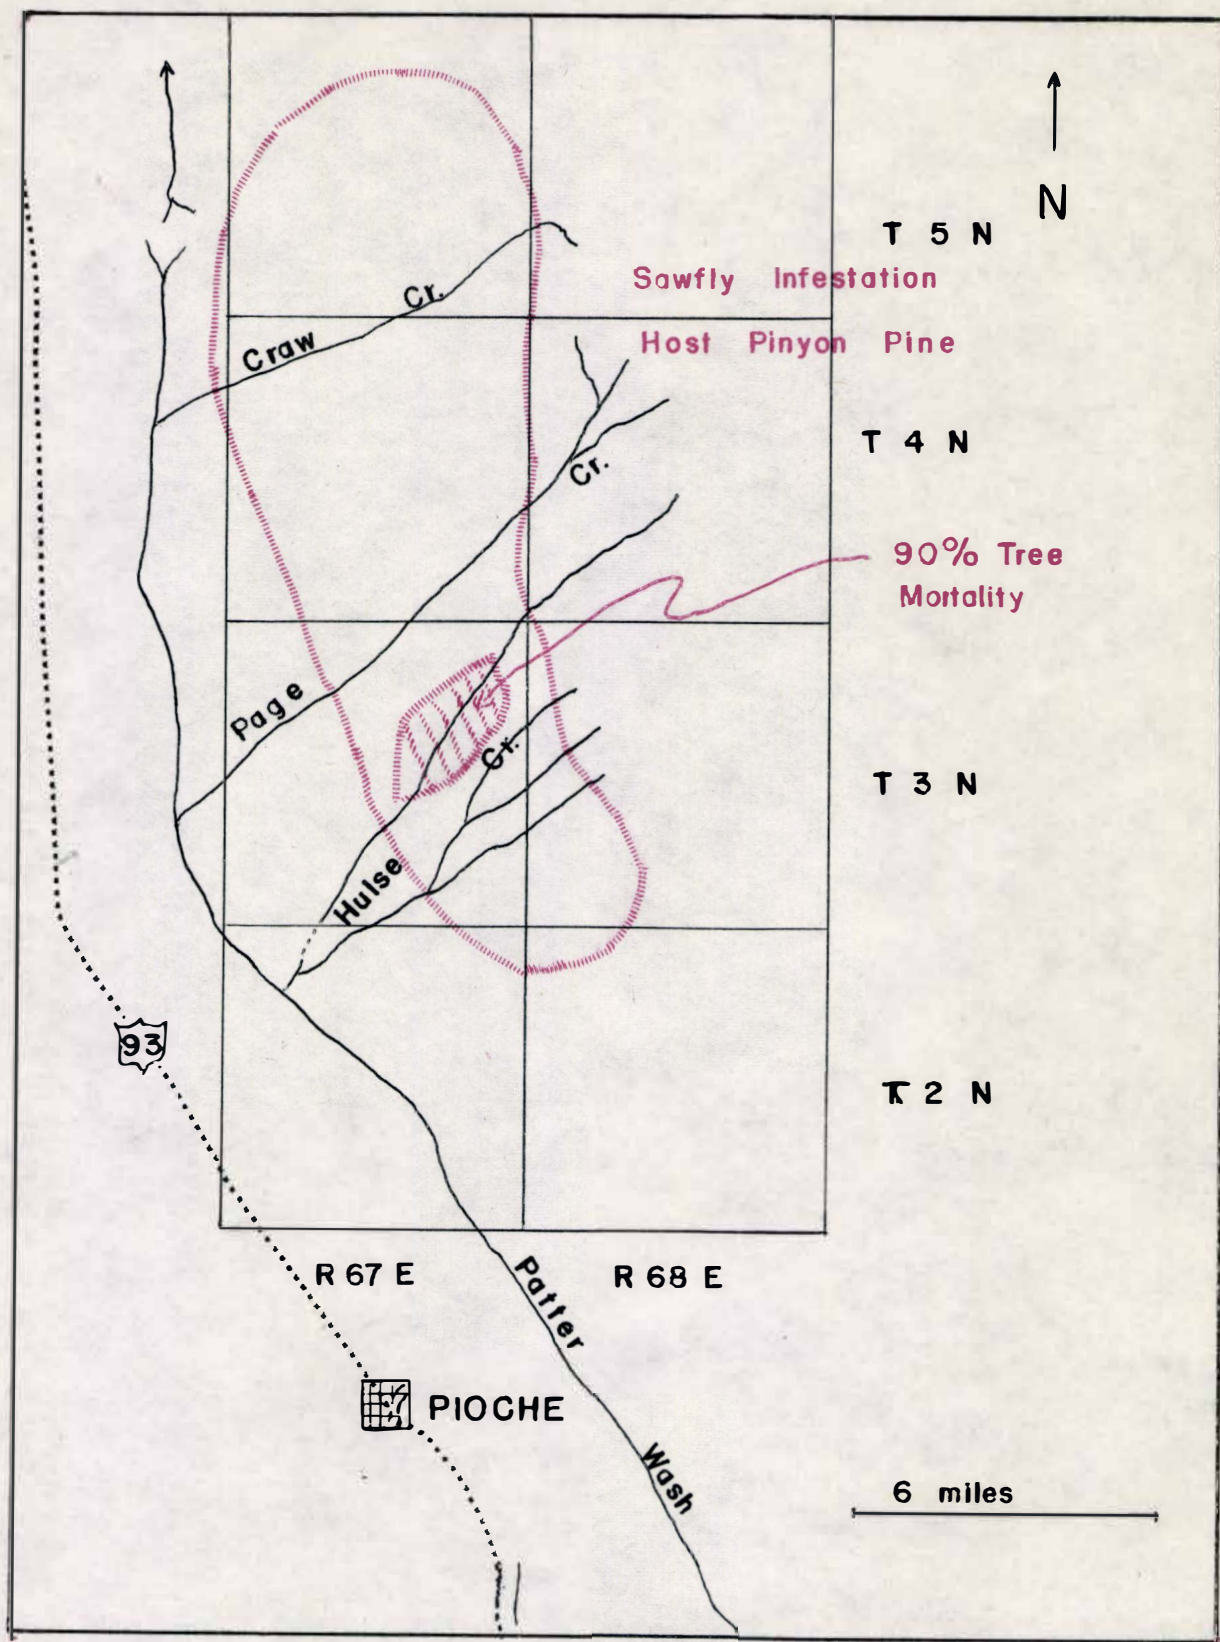 N
T 5 N
Sawfly Infestation
Host Pinyon Pine
Craw Cr.
T 4 N
Page Cr.
90% Tree
Mortality
T 3 N
Hulse Cr.
93
T 2 N
R 67 E
R 68 E
Patter Wash
PIOCHE
6 miles